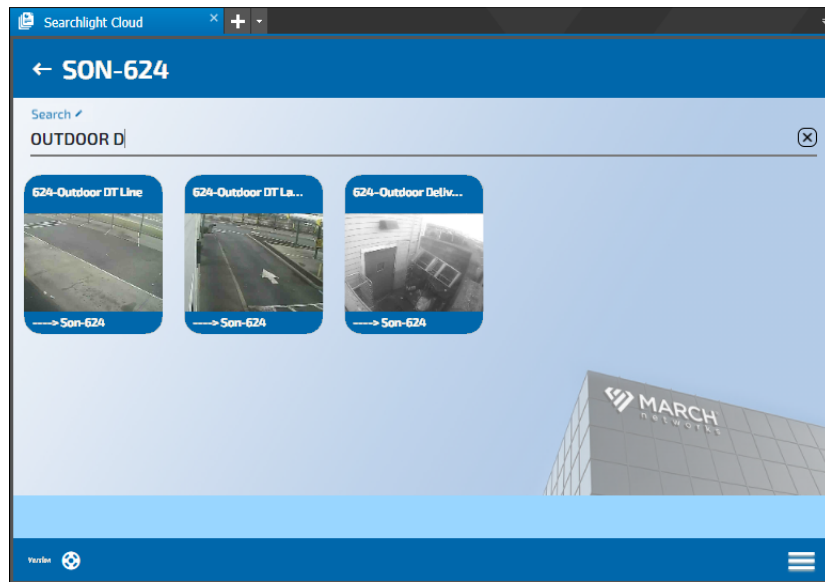 Searchlight Cloud
← SON-624
Search
OUTDOOR D
624-Outdoor DT Line
624-Outdoor DT La...
624-Outdoor Deliv...
----> Son-624
----> Son-624
----> Son-624
MARCH
networks